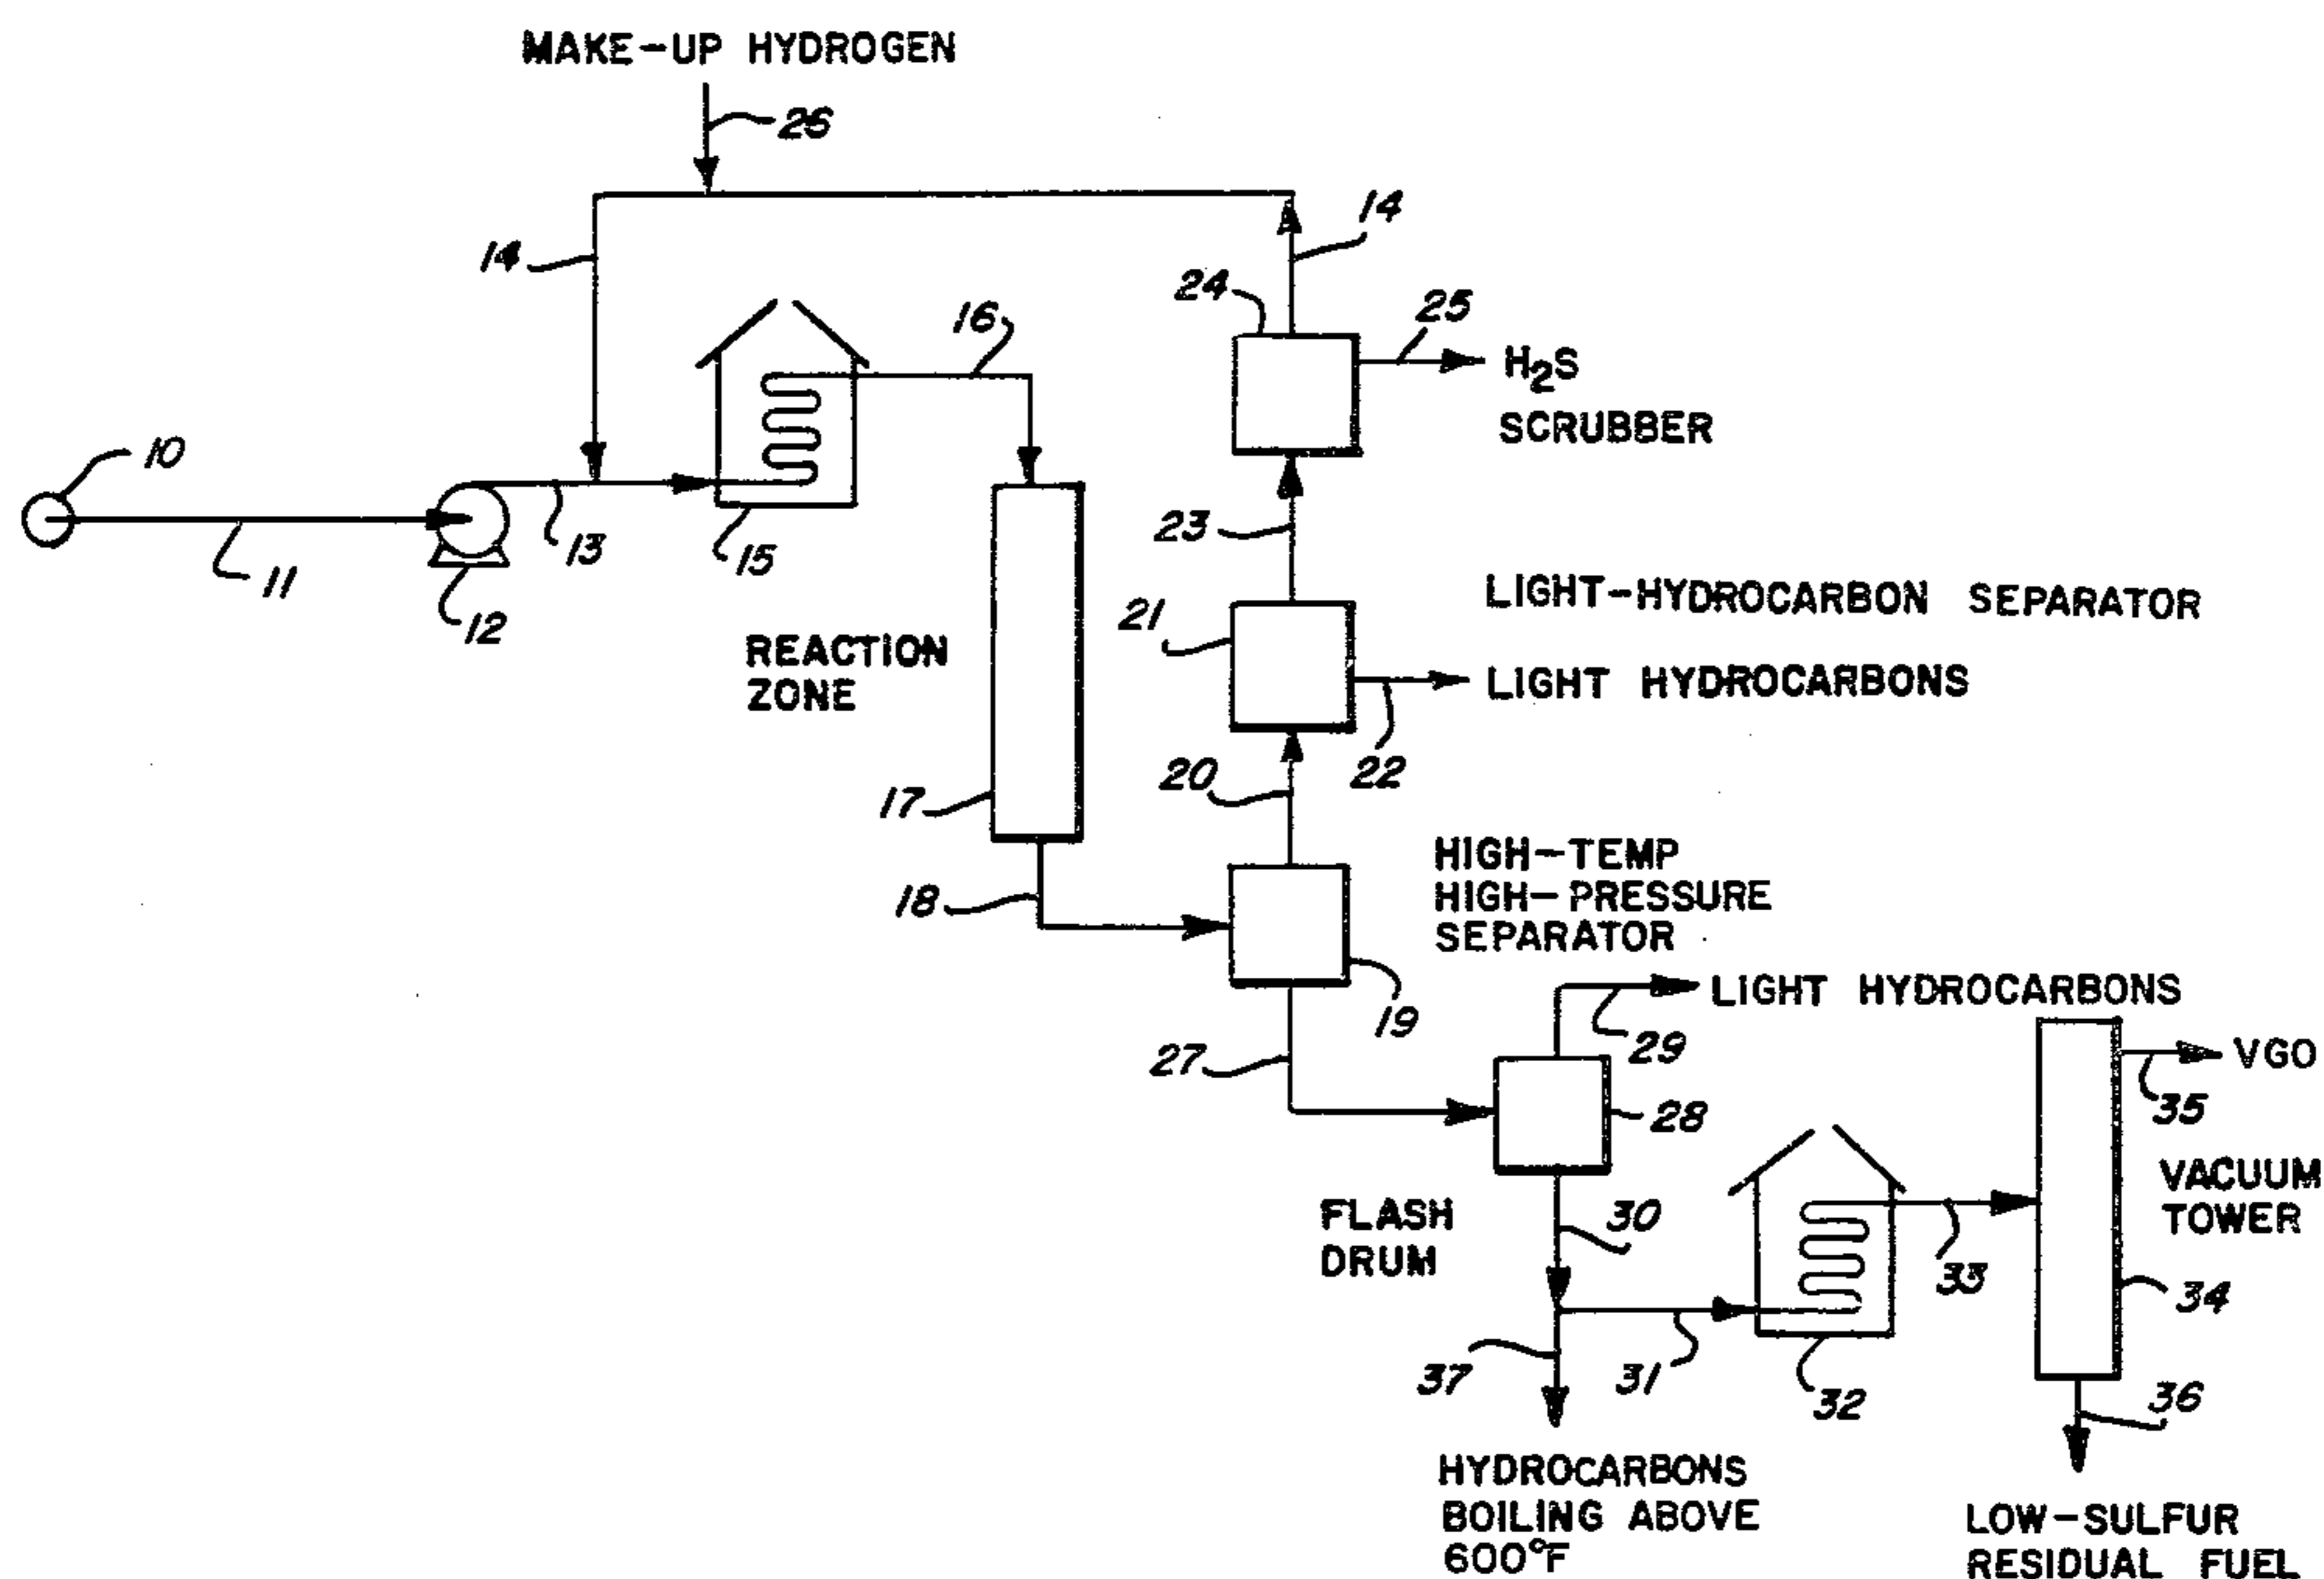 MAKE-UP HYDROGEN
26
14
14
24
25
H2S
SCRUBBER
16
10
11
12
13
15
23
21
LIGHT-HYDROCARBON SEPARATOR
LIGHT HYDROCARBONS
22
REACTION
ZONE
20
17
18
HIGH-TEMP
HIGH-PRESSURE
SEPARATOR
19
27
LIGHT HYDROCARBONS
29
28
VGO
35
VACUUM
TOWER
FLASH
DRUM
30
33
34
37
31
32
36
HYDROCARBONS
BOILING ABOVE
600°F
LOW-SULFUR
RESIDUAL FUEL